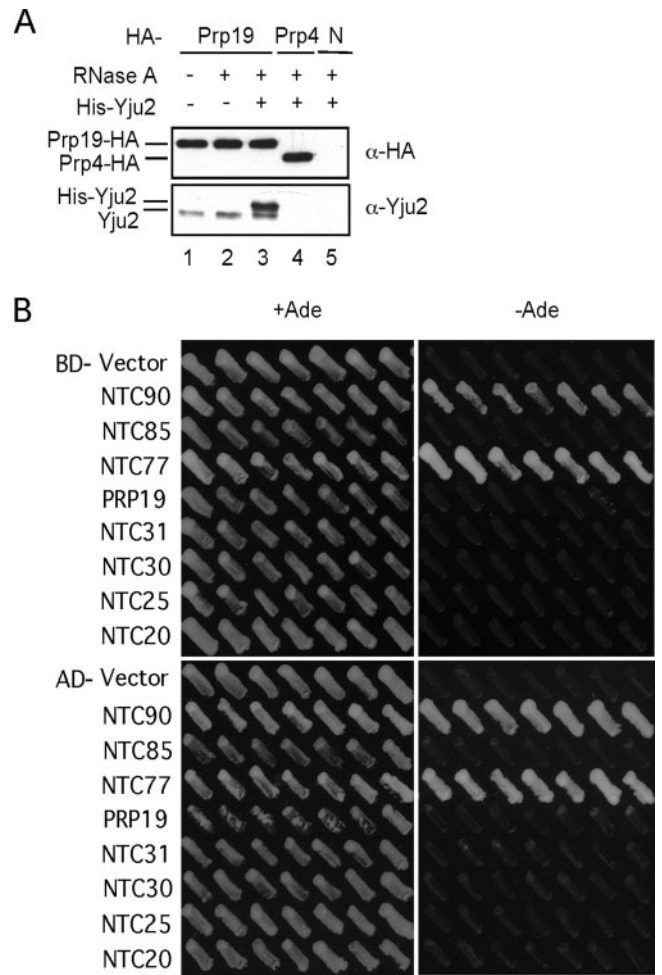 A
HA- Prp19 Prp4 N
RNase A - + + + +
His-Yju2 - - + + +
Prp19-HA
Prp4-HA
α-HA
His-Yju2
Yju2
α-Yju2
1 2 3 4 5
B
+Ade -Ade
BD- Vector
NTC90
NTC85
NTC77
PRP19
NTC31
NTC30
NTC25
NTC20
AD- Vector
NTC90
NTC85
NTC77
PRP19
NTC31
NTC30
NTC25
NTC20